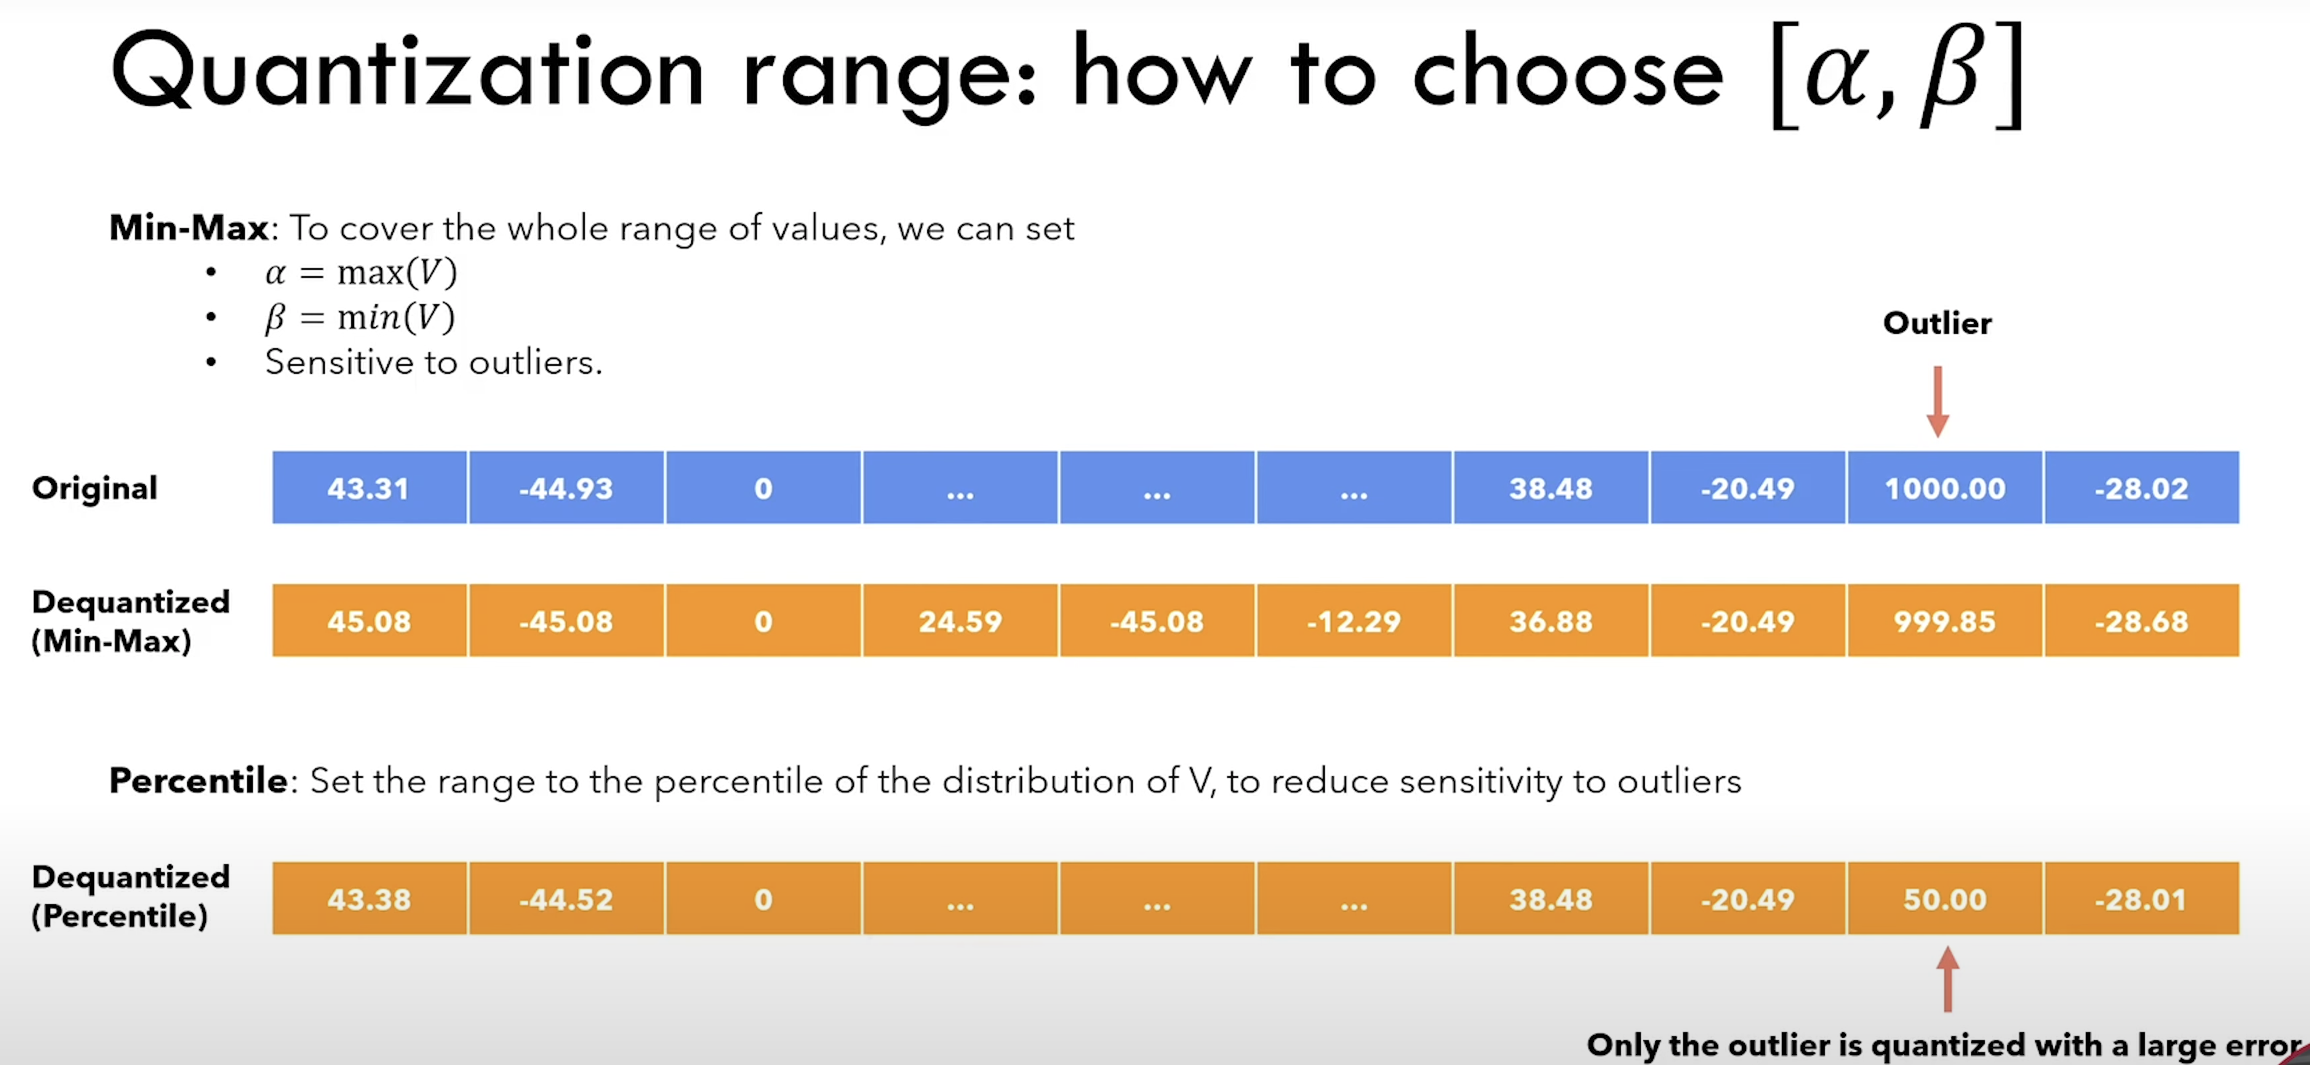 Quantization range: how to choose [α, β]
Min-Max: To cover the whole range of values, we can set
• α = max(V)
• β = min(V)
• Sensitive to outliers.
Outlier
Original 43.31 -44.93 0 ... ... ... 38.48 -20.49 1000.00 -28.02
Dequantized
(Min-Max) 45.08 -45.08 0 24.59 -45.08 -12.29 36.88 -20.49 999.85 -28.68
Percentile: Set the range to the percentile of the distribution of V, to reduce sensitivity to outliers
Dequantized
(Percentile) 43.38 -44.52 0 ... ... ... 38.48 -20.49 50.00 -28.01
Only the outlier is quantized with a large error